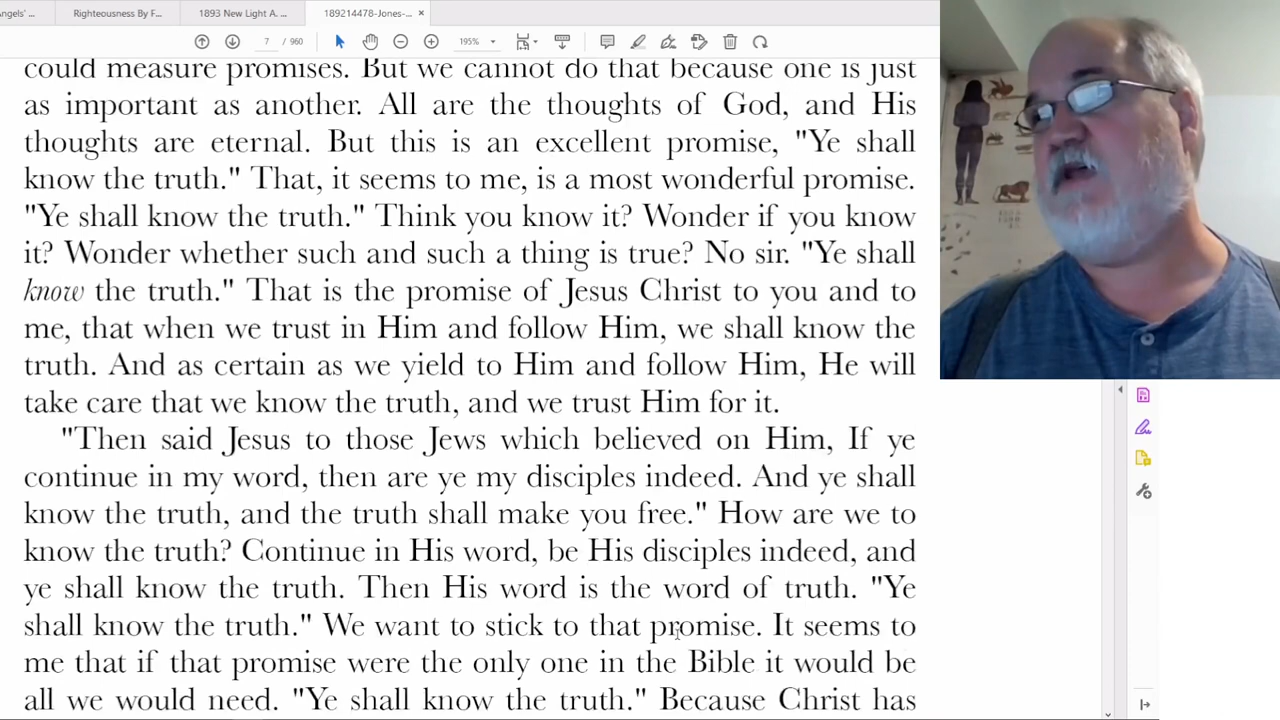 Angels' ...
Righteousness By F...
1893 New Light A. ...
189214478-Jones-... ×
7 / 960
195%
could measure promises. But we cannot do that because one is just
as important as another. All are the thoughts of God, and His
thoughts are eternal. But this is an excellent promise, "Ye shall
know the truth." That, it seems to me, is a most wonderful promise.
"Ye shall know the truth." Think you know it? Wonder if you know
it? Wonder whether such and such a thing is true? No sir. "Ye shall
know the truth." That is the promise of Jesus Christ to you and to
me, that when we trust in Him and follow Him, we shall know the
truth. And as certain as we yield to Him and follow Him, He will
take care that we know the truth, and we trust Him for it.
"Then said Jesus to those Jews which believed on Him, If ye
continue in my word, then are ye my disciples indeed. And ye shall
know the truth, and the truth shall make you free." How are we to
know the truth? Continue in His word, be His disciples indeed, and
ye shall know the truth. Then His word is the word of truth. "Ye
shall know the truth." We want to stick to that promise. It seems to
me that if that promise were the only one in the Bible it would be
all we would need. "Ye shall know the truth." Because Christ has